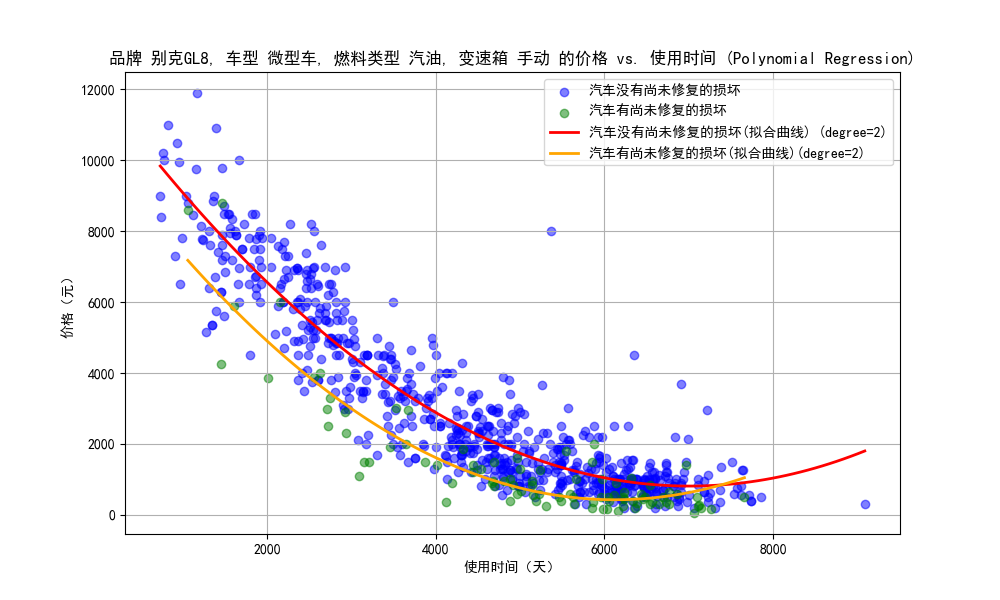 品牌 别克GL8, 车型 微型车, 燃料类型 汽油, 变速箱 手动 的价格 vs. 使用时间 (Polynomial Regression)
汽车没有尚未修复的损坏
汽车有尚未修复的损坏
汽车没有尚未修复的损坏(拟合曲线) (degree=2)
汽车有尚未修复的损坏(拟合曲线)(degree=2)
12000
10000
8000
6000
4000
2000
0
价格（元）
2000 4000 6000 8000
使用时间（天）